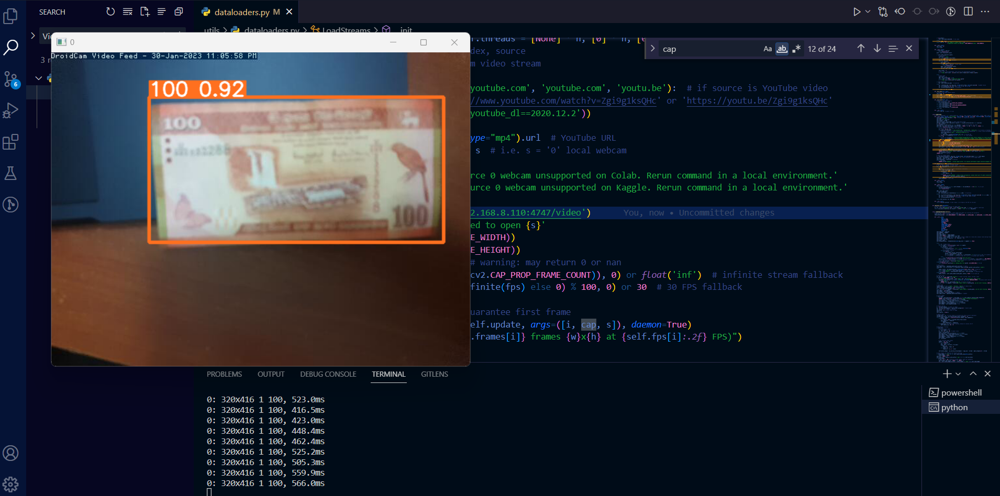 SEARCH
dataloaders.py M
utils > dataloaders.py > LoadStreams > __init__
0
DroidCam Video Feed - 30-Jan-2023 11:05:58 PM
100 0.92
100
100
cap
Aa
ab
12 of 24
6
dex, source
m video stream
youtube.com', 'youtube.com', 'youtu.be'):  # if source is YouTube video
//www.youtube.com/watch?v=Zgi9g1ksQHc' or 'https://youtu.be/Zgi9g1ksQHc'
youtube_dl==2020.12.2'))
ype="mp4").url  # YouTube URL
s  # i.e. s = '0' local webcam
rce 0 webcam unsupported on Colab. Rerun command in a local environment.'
urce 0 webcam unsupported on Kaggle. Rerun command in a local environment.'
2.168.8.110:4747/video')  You, now • Uncommitted changes
ed to open {s}'
E_WIDTH))
E_HEIGHT))
# warning: may return 0 or nan
cv2.CAP_PROP_FRAME_COUNT)), 0) or float('inf')  # infinite stream fallback
finite(fps) else 0) % 100, 0) or 30  # 30 FPS fallback
uarantee first frame
elf.update, args=([i, cap, s]), daemon=True)
.frames[i]} frames {w}x{h} at {self.fps[i]:.2f} FPS)")
PROBLEMS OUTPUT DEBUG CONSOLE TERMINAL GITLENS
0: 320x416 1 100, 523.0ms
0: 320x416 1 100, 416.5ms
0: 320x416 1 100, 423.0ms
0: 320x416 1 100, 448.4ms
0: 320x416 1 100, 462.4ms
0: 320x416 1 100, 525.2ms
0: 320x416 1 100, 505.3ms
0: 320x416 1 100, 559.9ms
0: 320x416 1 100, 566.0ms
powershell
python